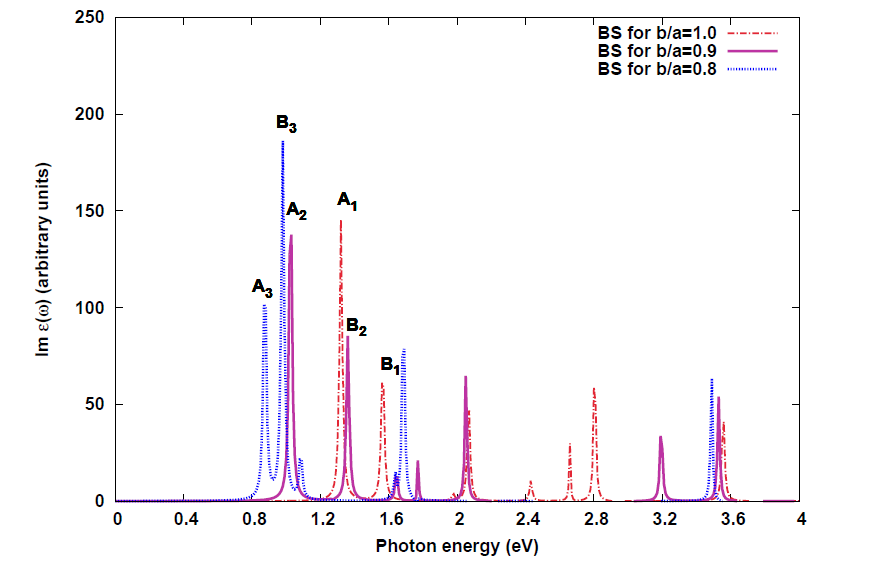 250
200
150
100
50
0
Im ε(ω) (arbitrary units)
BS for b/a=1.0
BS for b/a=0.9
BS for b/a=0.8
B3
A2
A1
A3
B2
B1
0 0.4 0.8 1.2 1.6 2 2.4 2.8 3.2 3.6 4
Photon energy (eV)